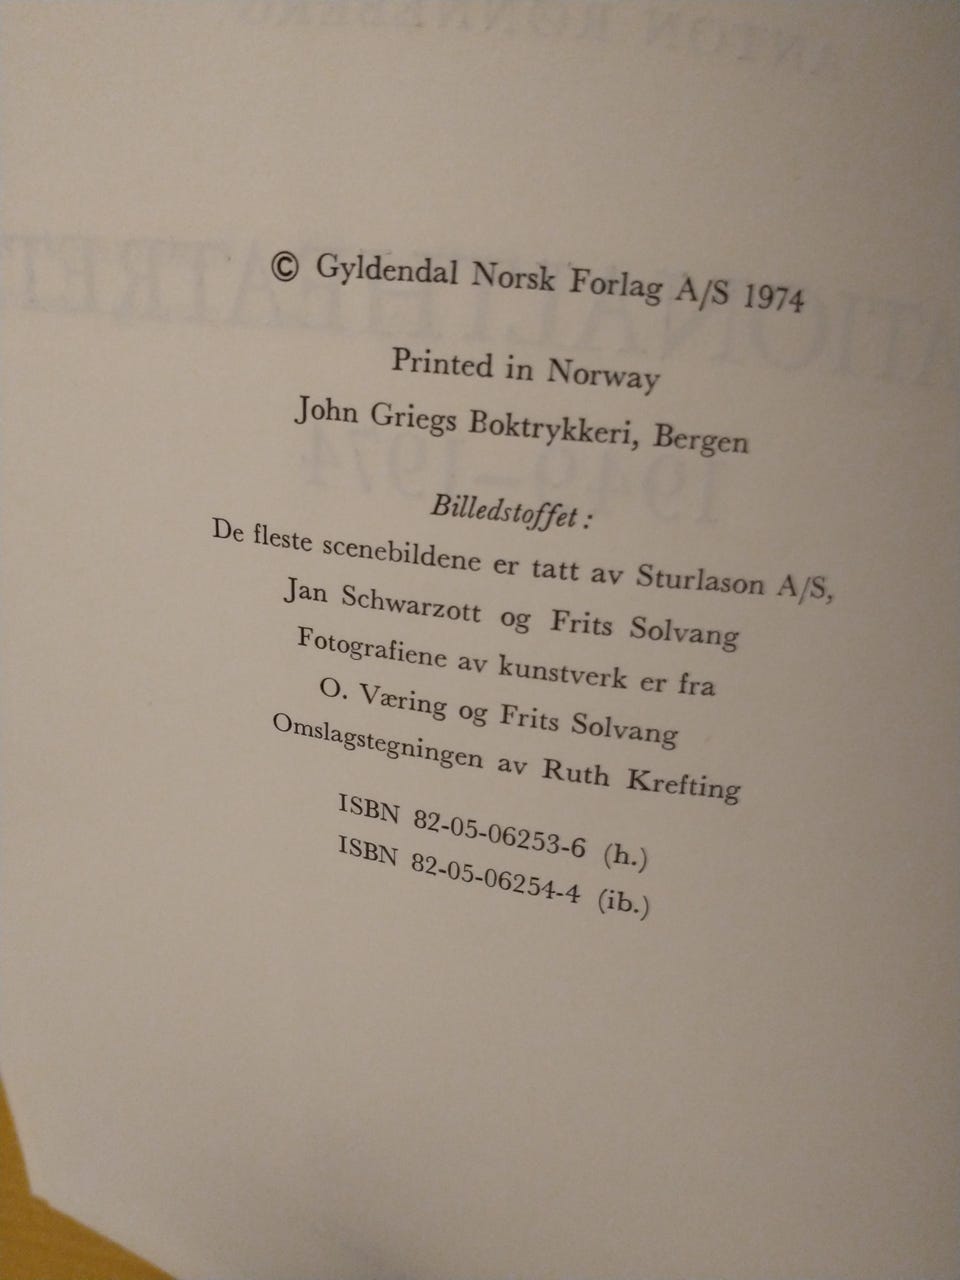 © Gyldendal Norsk Forlag A/S 1974
Printed in Norway
John Griegs Boktrykkeri, Bergen
Billedstoffet :
De fleste scenebildene er tatt av Sturlason A/S,
Jan Schwarzott og Frits Solvang
Fotografiene av kunstverk er fra
O. Væring og Frits Solvang
Omslagstegningen av Ruth Krefting
ISBN 82-05-06253-6 (h.)
ISBN 82-05-06254-4 (ib.)